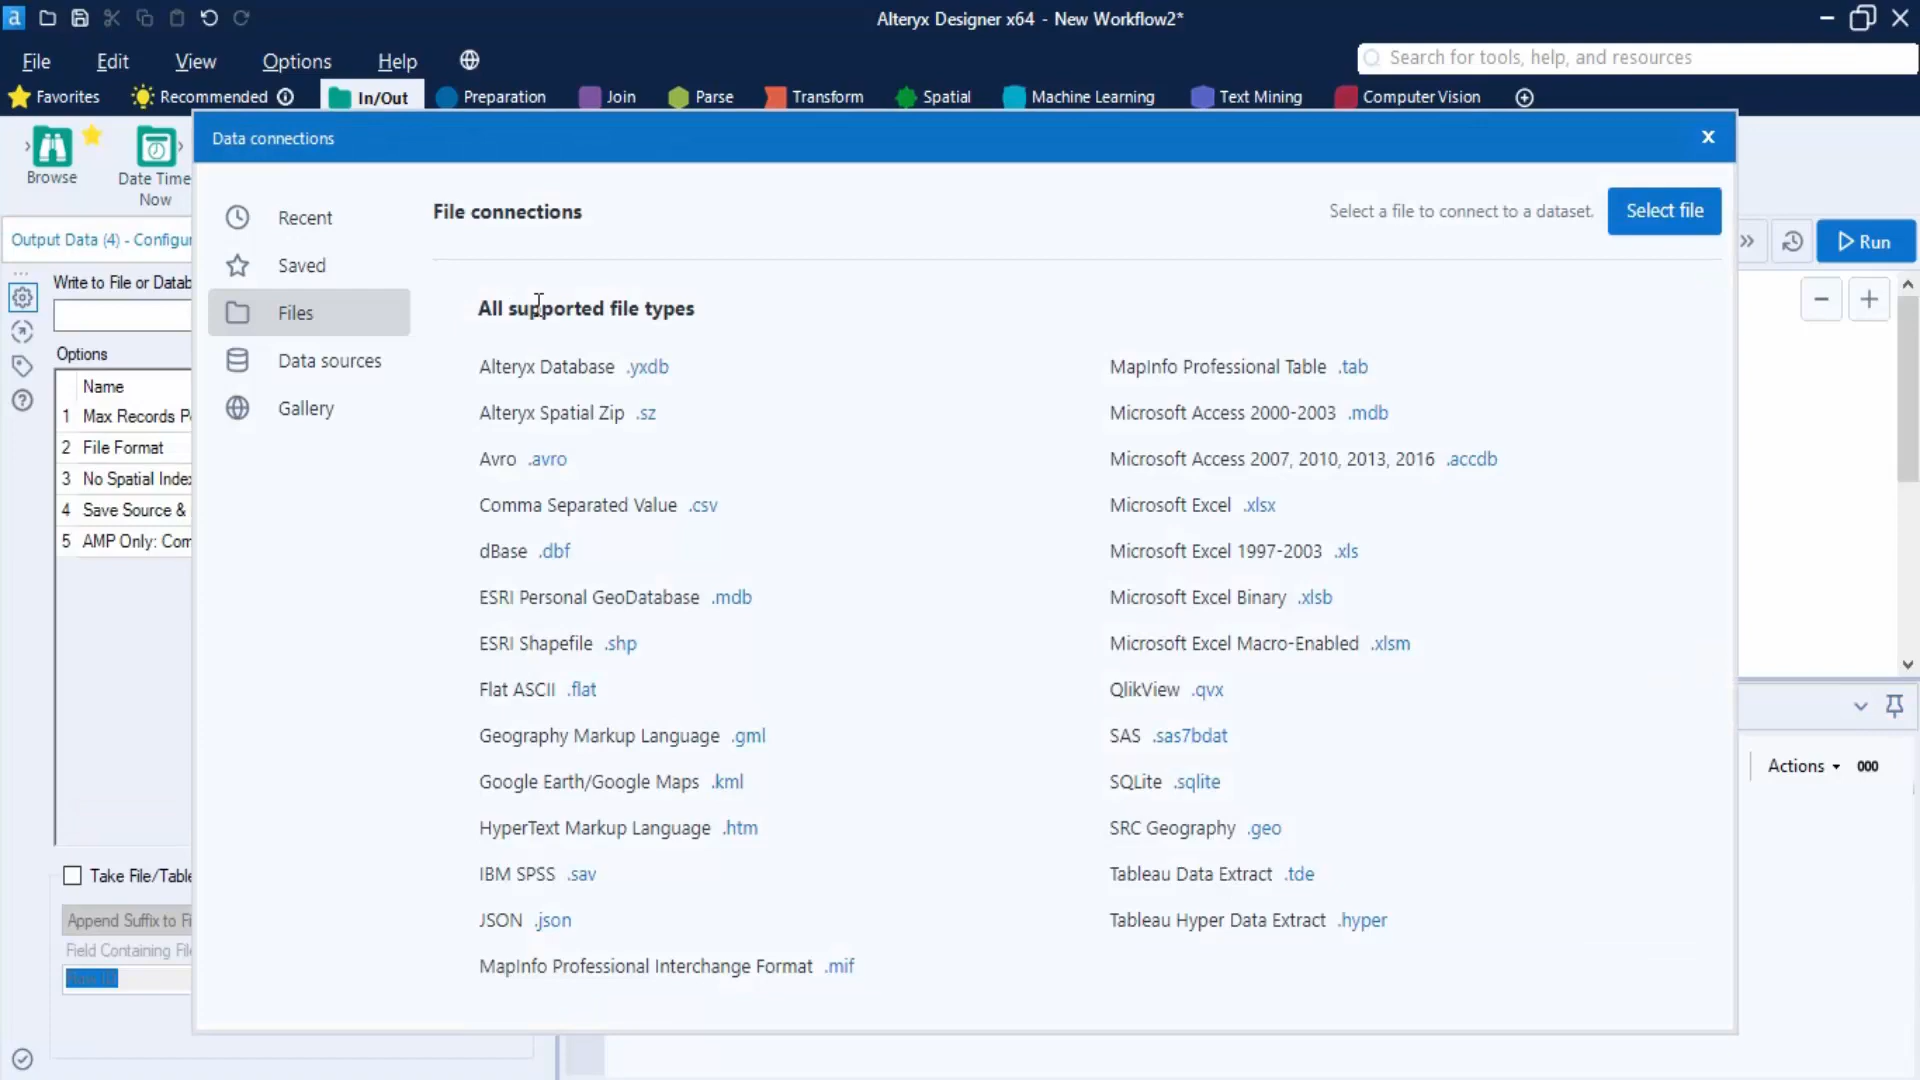 a
Alteryx Designer x64 - New Workflow2*
File Edit View Options Help
Search for tools, help, and resources
Favorites Recommended In/Out Preparation Join Parse Transform Spatial Machine Learning Text Mining Computer Vision
Browse
Date Time
Now
Data connections
x
Recent
Saved
Files
Data sources
Gallery
File connections
Select a file to connect to a dataset.
Select file
All supported file types
Alteryx Database .yxdb
Alteryx Spatial Zip .sz
Avro .avro
Comma Separated Value .csv
dBase .dbf
ESRI Personal GeoDatabase .mdb
ESRI Shapefile .shp
Flat ASCII .flat
Geography Markup Language .gml
Google Earth/Google Maps .kml
HyperText Markup Language .htm
IBM SPSS .sav
JSON .json
MapInfo Professional Interchange Format .mif
MapInfo Professional Table .tab
Microsoft Access 2000-2003 .mdb
Microsoft Access 2007, 2010, 2013, 2016 .accdb
Microsoft Excel .xlsx
Microsoft Excel 1997-2003 .xls
Microsoft Excel Binary .xlsb
Microsoft Excel Macro-Enabled .xlsm
QlikView .qvx
SAS .sas7bdat
SQLite .sqlite
SRC Geography .geo
Tableau Data Extract .tde
Tableau Hyper Data Extract .hyper
Output Data (4) - Configur
Write to File or Datab
Options
Name
1 Max Records P
2 File Format
3 No Spatial Inde
4 Save Source &
5 AMP Only: Com
Take File/Table
Append Suffix to Fi
Field Containing File
Run
Actions
000